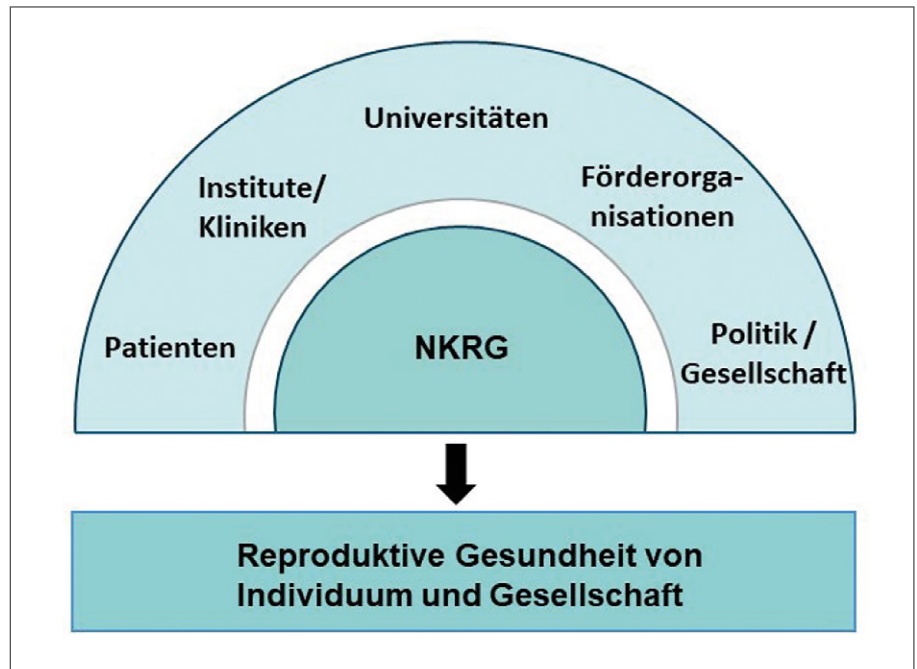 Universitäten
Institute/
Kliniken
Förderorga-
nisationen
Patienten
NKRG
Politik /
Gesellschaft
Reproduktive Gesundheit von
Individuum und Gesellschaft